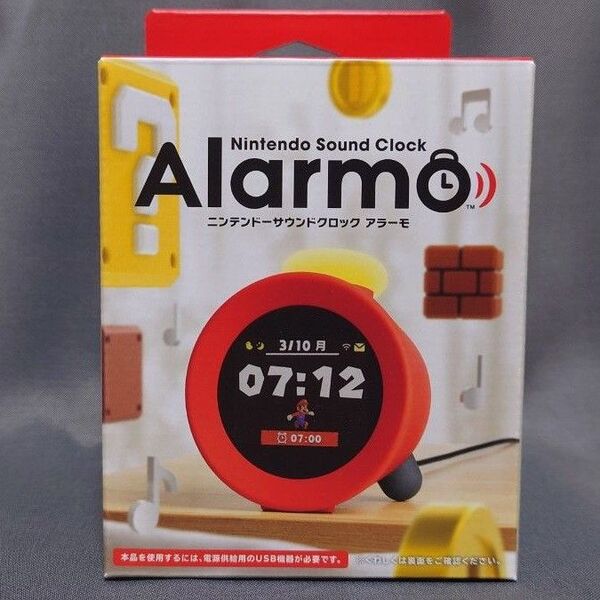 Nintendo Sound Clock
Alarmo
TM
ニンテンドーサウンドクロック アラーモ
3/10 月
07:12
07:00
本品を使用するには、電源供給用のUSB機器が必要です。
※くわしくは裏面をご確認ください。